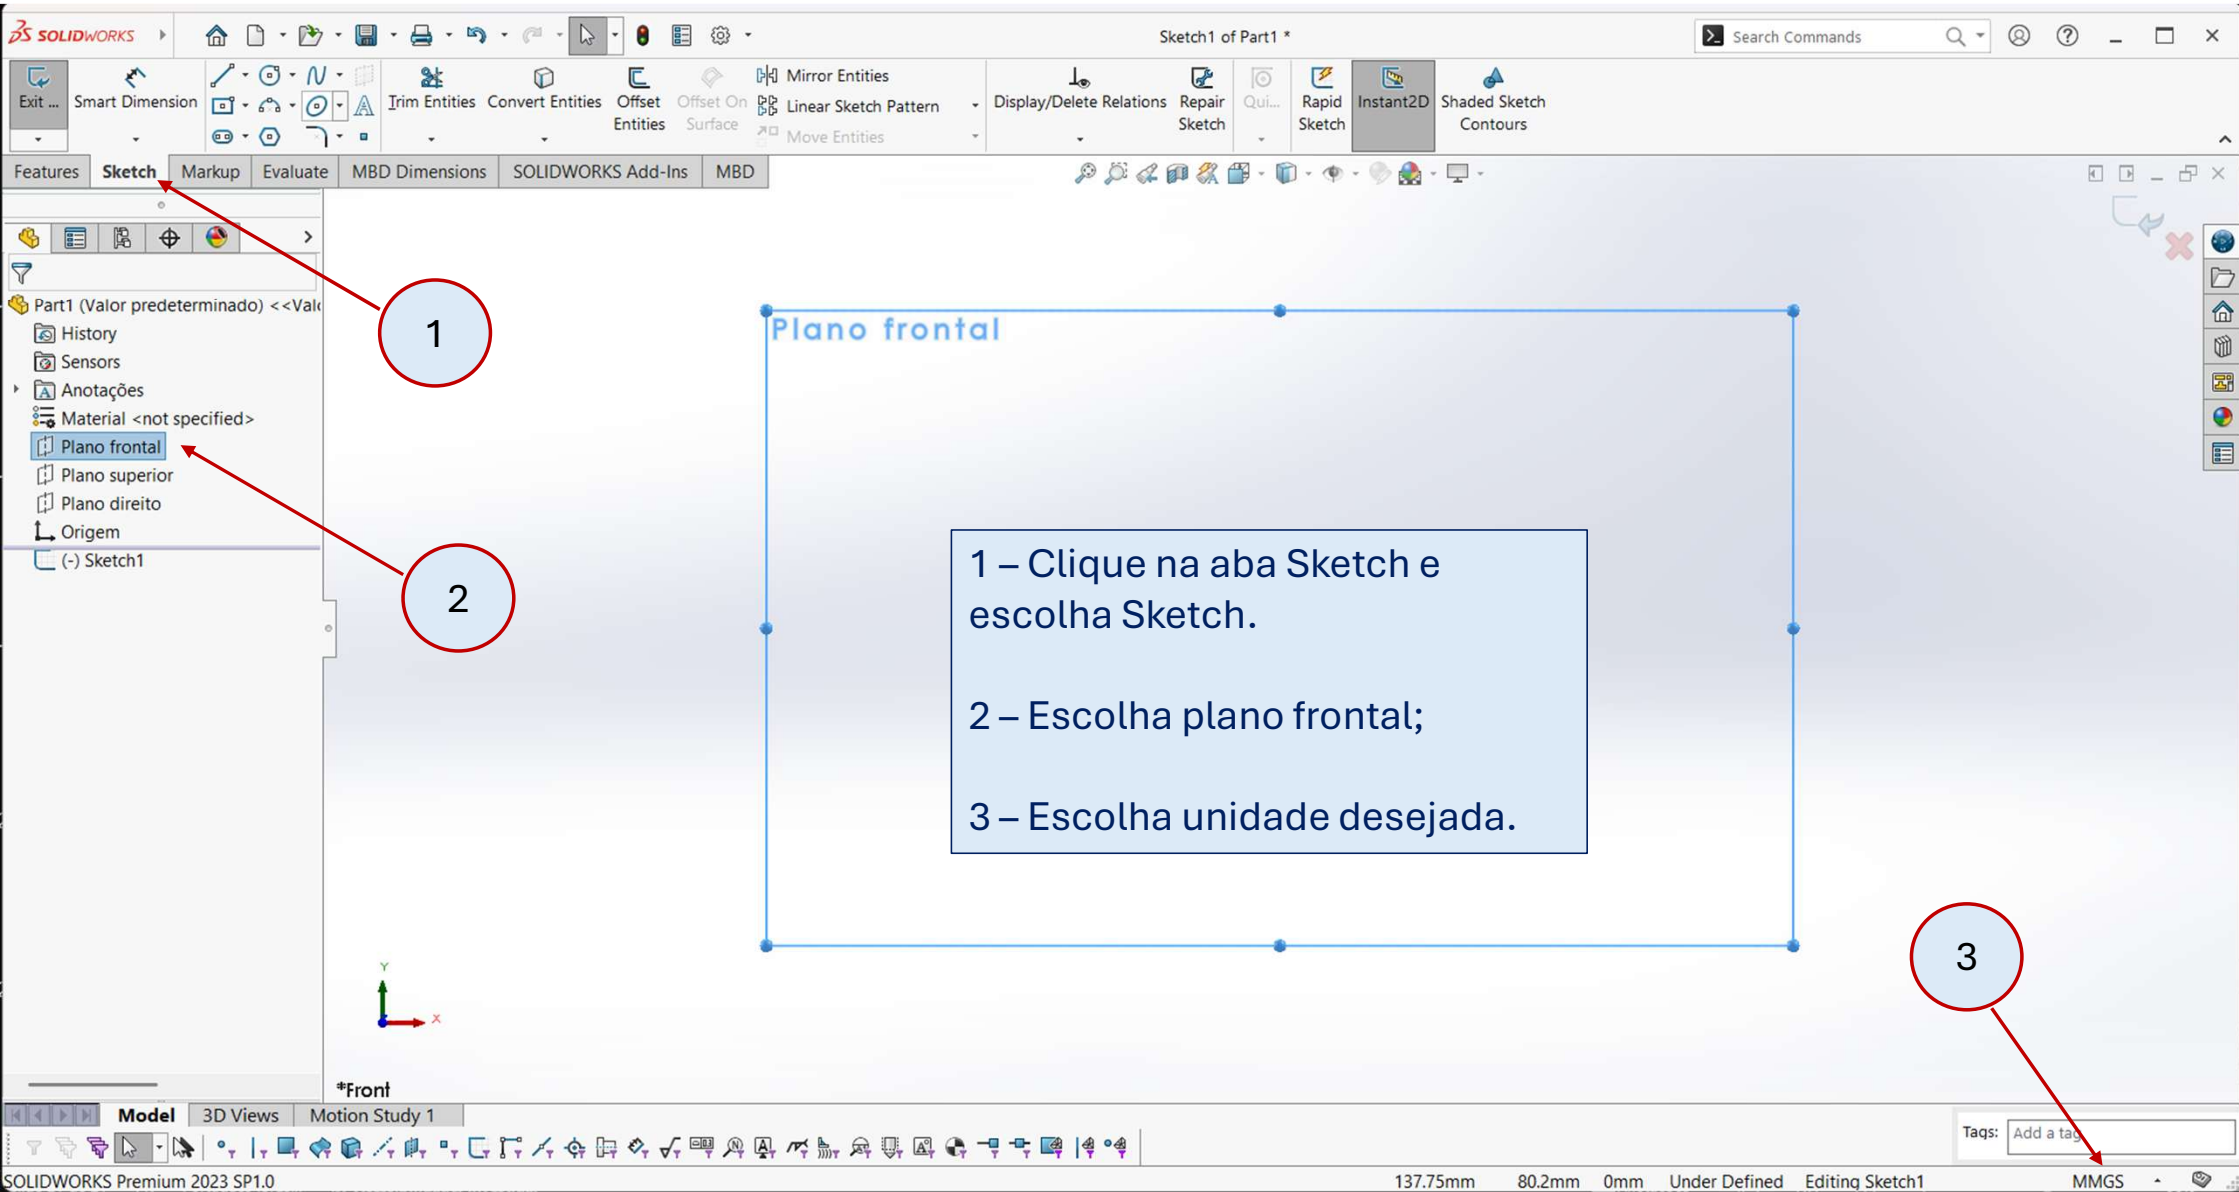 SOLIDWORKS
Sketch1 of Part1 *
Search Commands
Exit ...
Smart Dimension
Trim Entities
Convert Entities
Offset
Entities
Offset On
Surface
Mirror Entities
Linear Sketch Pattern
Move Entities
Display/Delete Relations
Repair
Sketch
Qui...
Rapid
Sketch
Instant2D
Shaded Sketch
Contours
Features
Sketch
Markup
Evaluate
MBD Dimensions
SOLIDWORKS Add-Ins
MBD
Part1 (Valor predeterminado) <<Valo
History
Sensors
Anotações
Material <not specified>
Plano frontal
Plano superior
Plano direito
Origem
(-) Sketch1
1
2
Plano frontal
1 – Clique na aba Sketch e
escolha Sketch.
2 – Escolha plano frontal;
3 – Escolha unidade desejada.
3
Y
X
*Front
Model
3D Views
Motion Study 1
Tags:
Add a tag
SOLIDWORKS Premium 2023 SP1.0
137.75mm
80.2mm
0mm
Under Defined
Editing Sketch1
MMGS